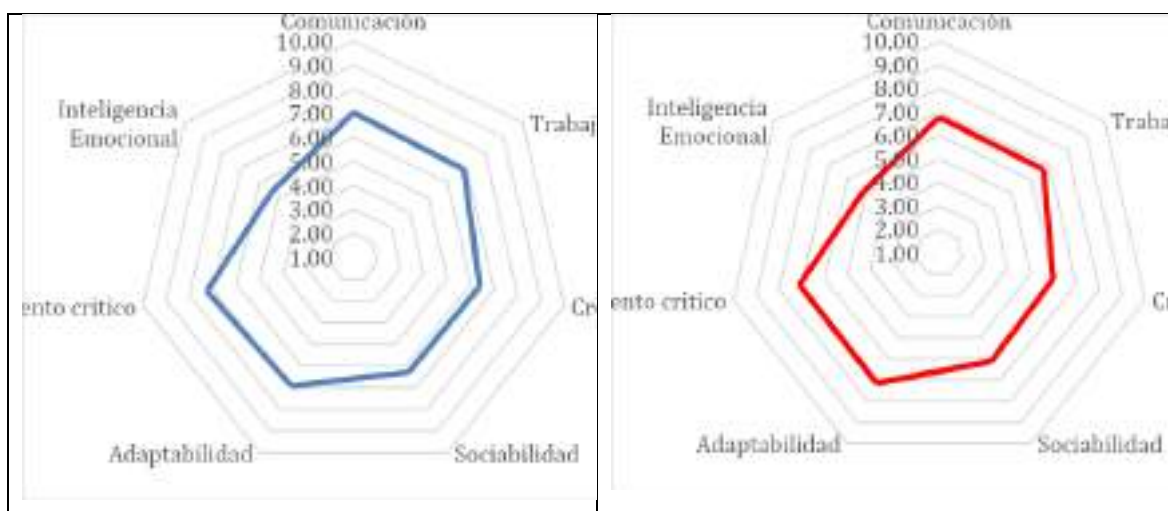 Comunicación
10.00
9.00
8.00
7.00
6.00
5.00
4.00
3.00
2.00
1.00
Inteligencia
Emocional
Trabaj
ento crítico
Cr
Adaptabilidad
Sociabilidad
Comunicación
10.00
9.00
8.00
7.00
6.00
5.00
4.00
3.00
2.00
1.00
Inteligencia
Emocional
Traba
ento crítico
C
Adaptabilidad
Sociabilidad